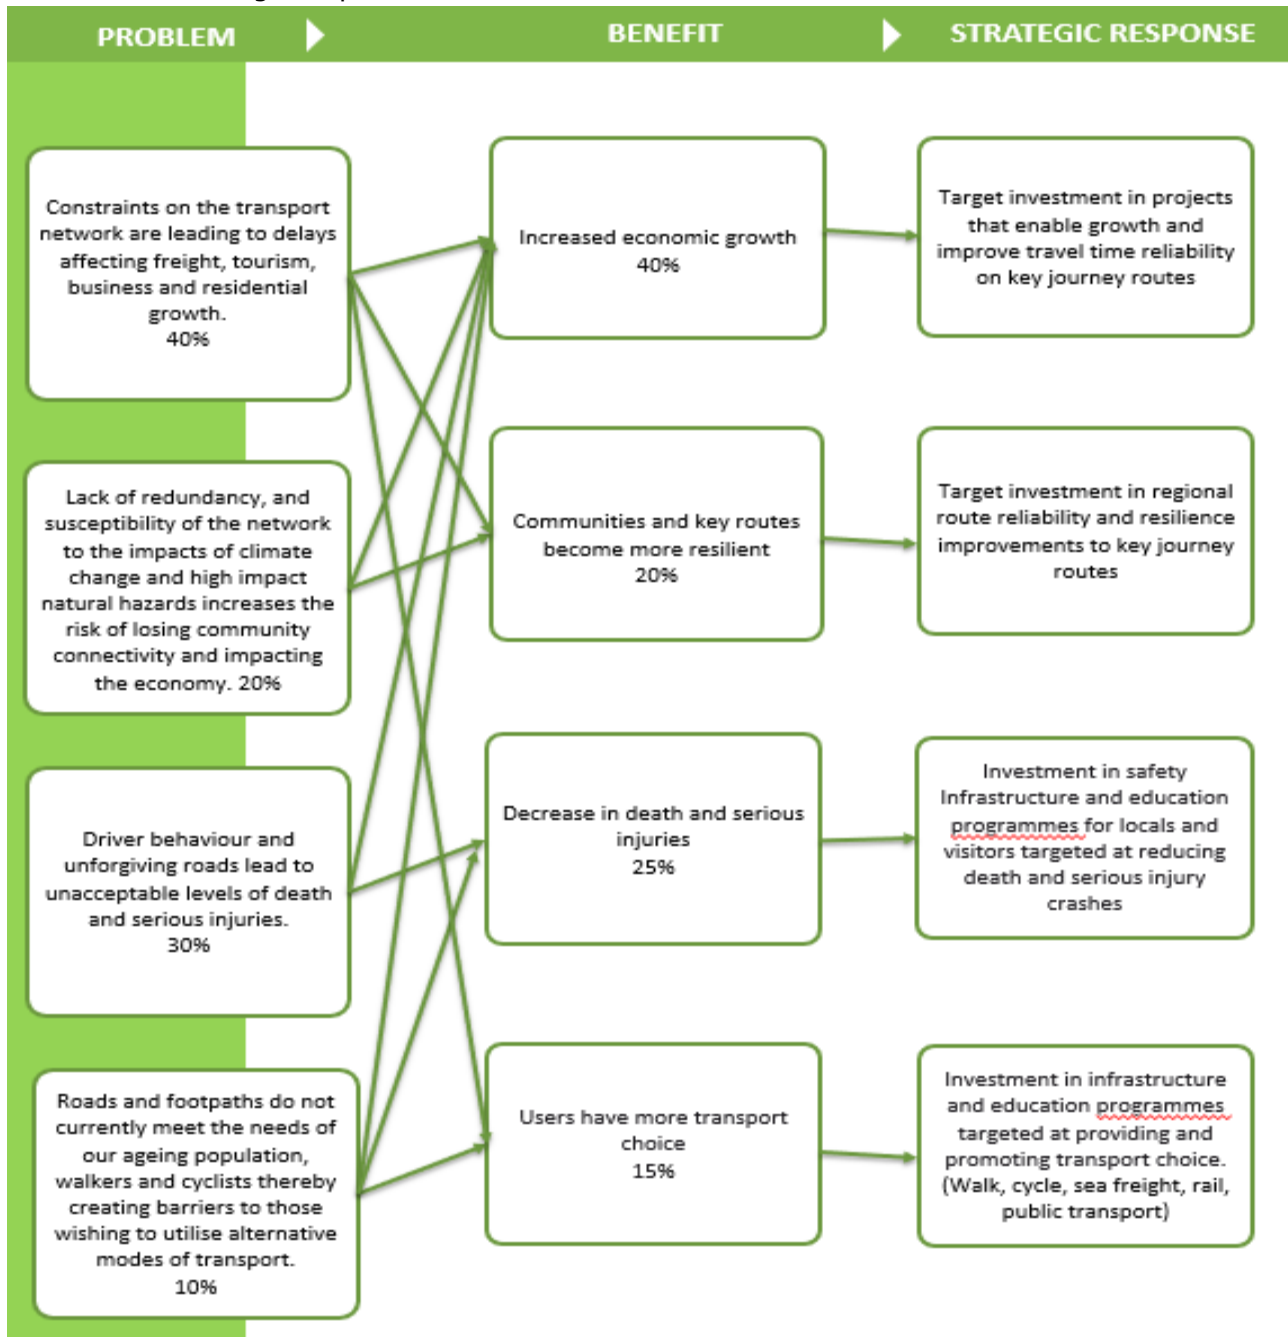 PROBLEM
BENEFIT
STRATEGIC RESPONSE
Constraints on the transport
network are leading to delays
affecting freight, tourism,
business and residential
growth.
40%
Increased economic growth
40%
Target investment in projects
that enable growth and
improve travel time reliability
on key journey routes
Lack of redundancy, and
susceptibility of the network
to the impacts of climate
change and high impact
natural hazards increases the
risk of losing community
connectivity and impacting
the economy. 20%
Communities and key routes
become more resilient
20%
Target investment in regional
route reliability and resilience
improvements to key journey
routes
Driver behaviour and
unforgiving roads lead to
unacceptable levels of death
and serious injuries.
30%
Decrease in death and serious
injuries
25%
Investment in safety
Infrastructure and education
programmes for locals and
visitors targeted at reducing
death and serious injury
crashes
Roads and footpaths do not
currently meet the needs of
our ageing population,
walkers and cyclists thereby
creating barriers to those
wishing to utilise alternative
modes of transport.
10%
Users have more transport
choice
15%
Investment in infrastructure
and education programmes
targeted at providing and
promoting transport choice.
(Walk, cycle, sea freight, rail,
public transport)